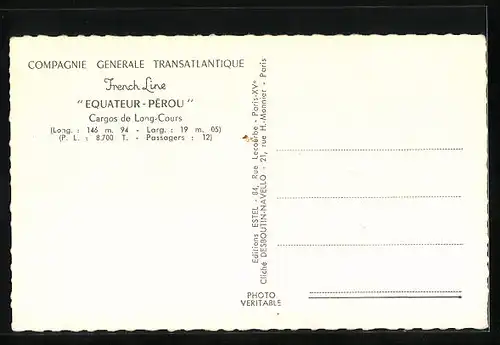 COMPAGNIE GENERALE TRANSATLANTIQUE
French Line
"EQUATEUR - PÉROU"
Cargos de Long-Cours
(Long. : 146 m. 94 - Larg. : 19 m. 05)
(P. L. : 8.700 T. - Passagers : 12)
Editions ESTEL - 84, Rue Lecourbe - Paris-XVe
Cliché DESBOUTIN-NAVELLO - 21, rue H.-Monnier - Paris
PHOTO
VERITABLE